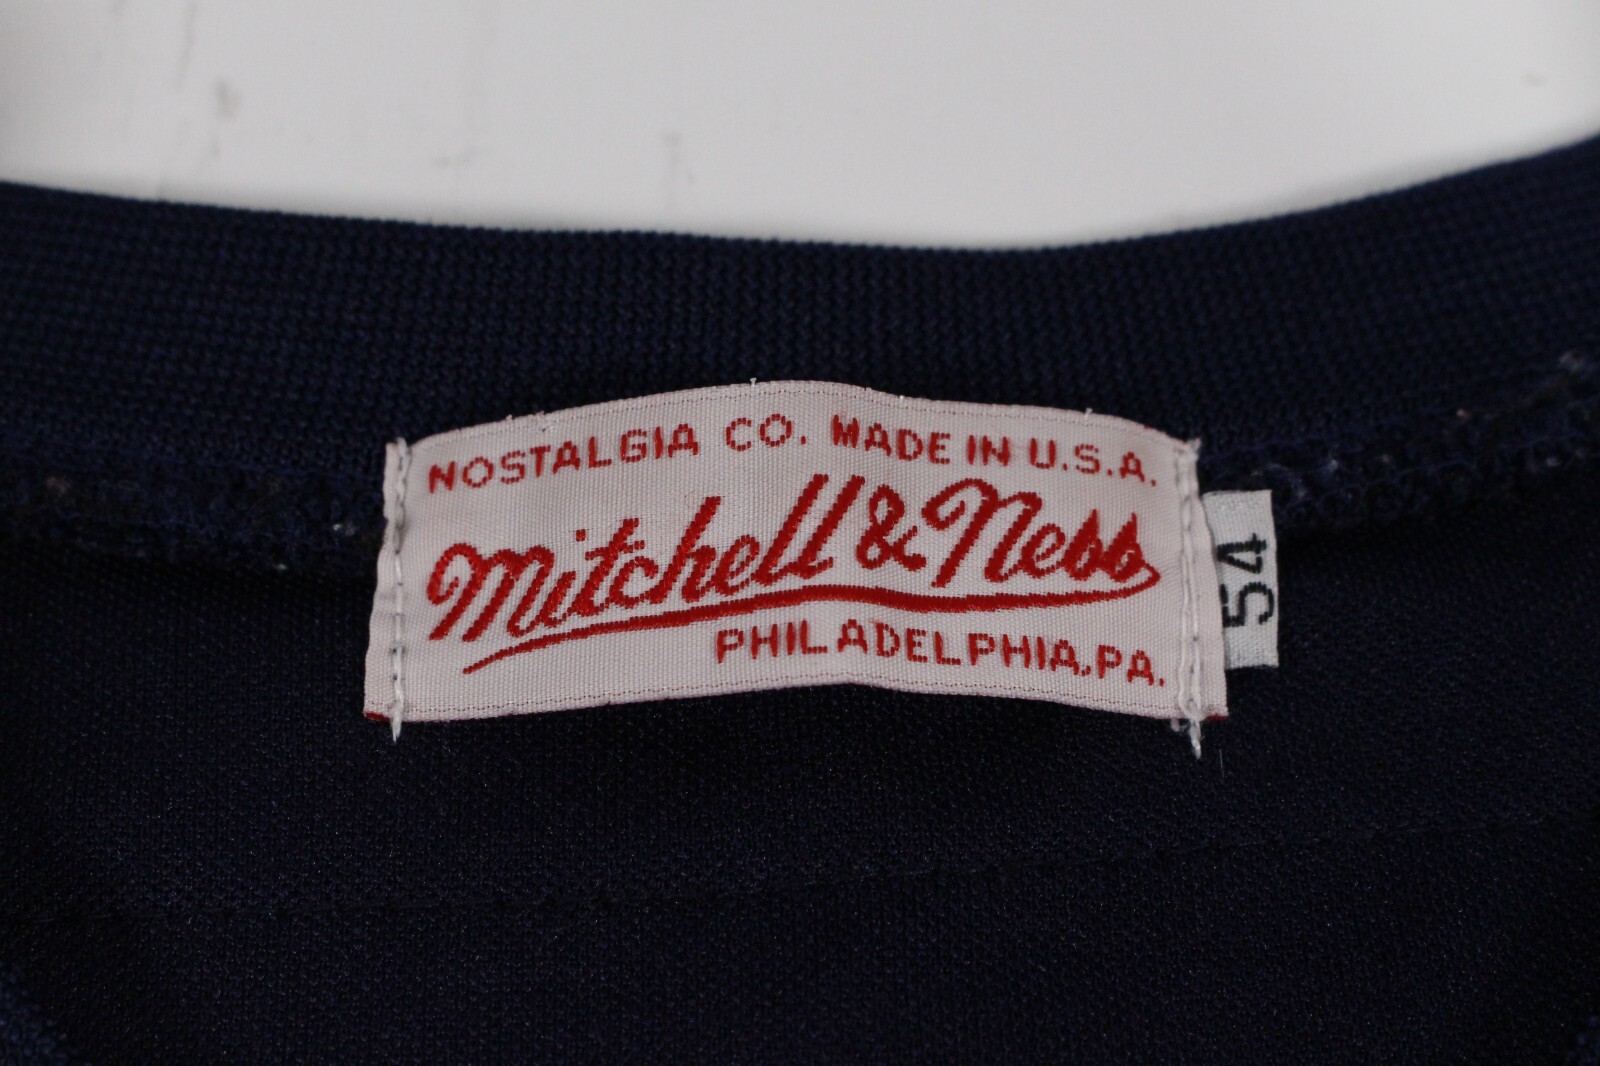 NOSTALGIA CO. MADE IN U.S.A.
Mitchell & Ness
PHILADELPHIA, PA.
54